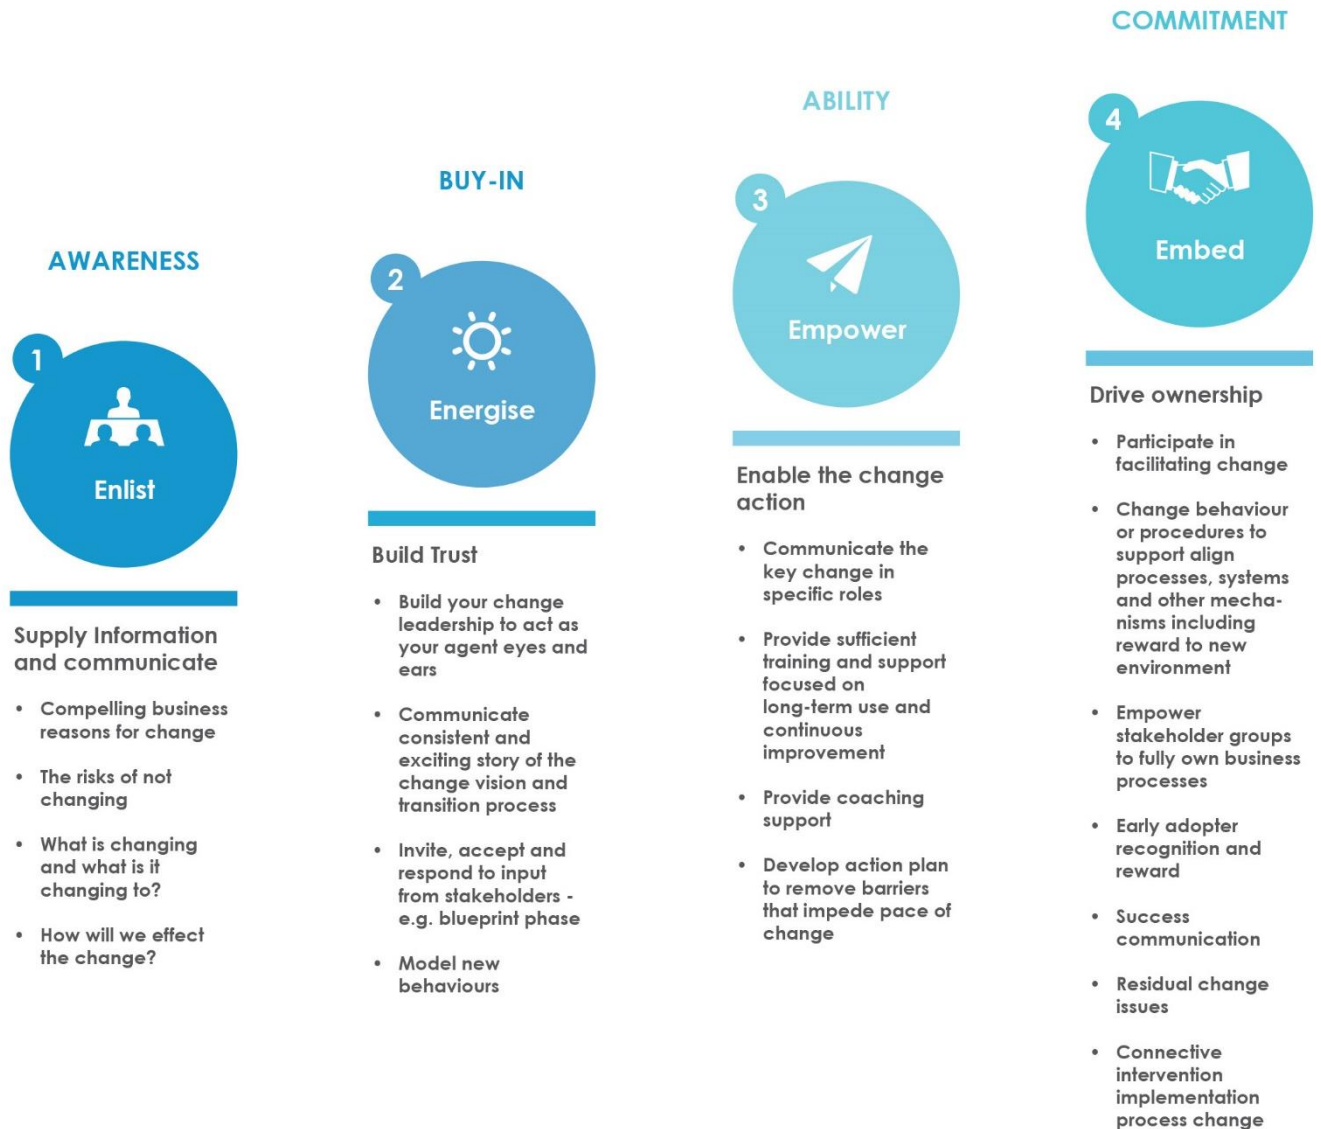 AWARENESS
1
Enlist
Supply Information
and communicate
• Compelling business
reasons for change
• The risks of not
changing
• What is changing
and what is it
changing to?
• How will we effect
the change?
BUY-IN
2
Energise
Build Trust
• Build your change
leadership to act as
your agent eyes and
ears
• Communicate
consistent and
exciting story of the
change vision and
transition process
• Invite, accept and
respond to input
from stakeholders -
e.g. blueprint phase
• Model new
behaviours
ABILITY
3
Empower
Enable the change
action
• Communicate the
key change in
specific roles
• Provide sufficient
training and support
focused on
long-term use and
continuous
improvement
• Provide coaching
support
• Develop action plan
to remove barriers
that impede pace of
change
COMMITMENT
4
Embed
Drive ownership
• Participate in
facilitating change
• Change behaviour
or procedures to
support align
processes, systems
and other mecha-
nisms including
reward to new
environment
• Empower
stakeholder groups
to fully own business
processes
• Early adopter
recognition and
reward
• Success
communication
• Residual change
issues
• Connective
intervention
implementation
process change